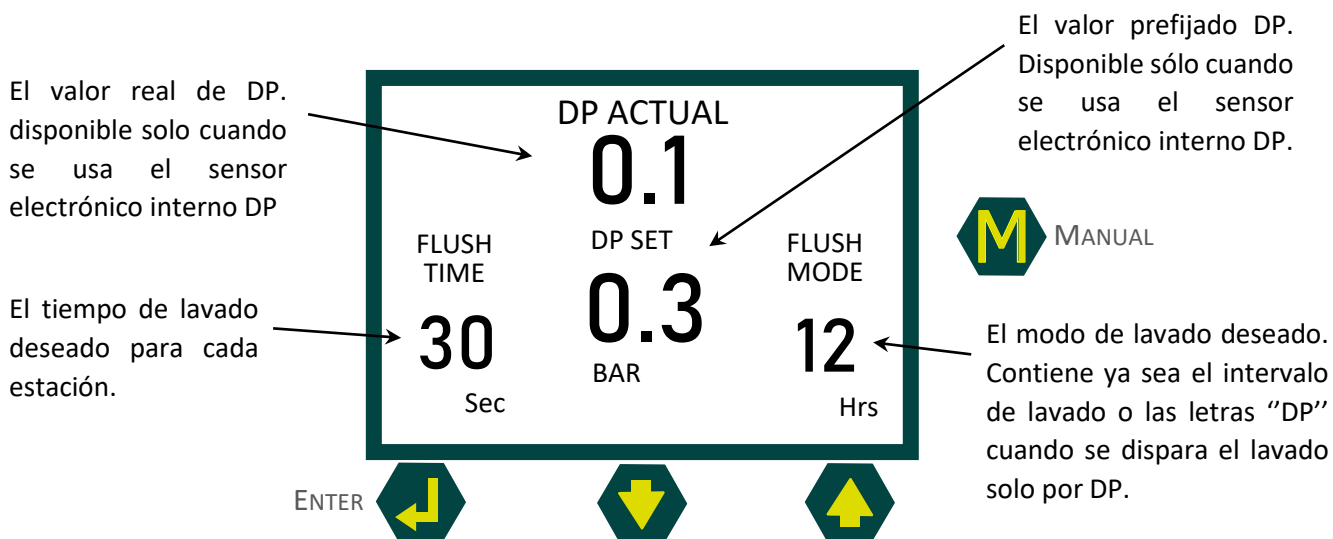 El valor prefijado DP.
Disponible sólo cuando
se usa el sensor
electrónico interno DP.
El valor real de DP.
disponible solo cuando
se usa el sensor
electrónico interno DP
DP ACTUAL
0.1
DP SET
0.3
BAR
FLUSH
TIME
30
Sec
FLUSH
MODE
12
Hrs
M MANUAL
El tiempo de lavado
deseado para cada
estación.
El modo de lavado deseado.
Contiene ya sea el intervalo
de lavado o las letras ‘’DP’’
cuando se dispara el lavado
solo por DP.
ENTER